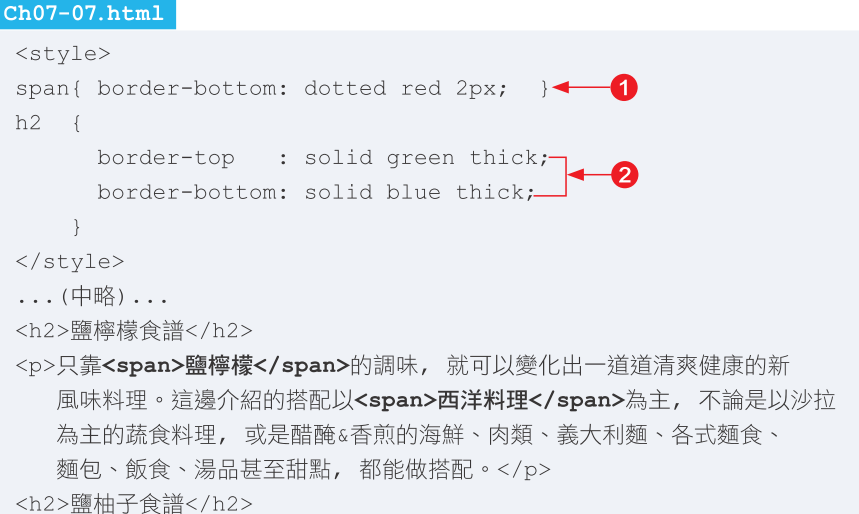 Ch07-07.html
<style>
span{ border-bottom: dotted red 2px;  } 1
h2  {
      border-top   : solid green thick;
      border-bottom: solid blue thick; 2
    }
</style>
...(中略)...
<h2>鹽檸檬食譜</h2>
<p>只靠<span>鹽檸檬</span>的調味, 就可以變化出一道道清爽健康的新
   風味料理。這邊介紹的搭配以<span>西洋料理</span>為主, 不論是以沙拉
   為主的蔬食料理, 或是醋醃&香煎的海鮮、肉類、義大利麵、各式麵食、
   麵包、飯食、湯品甚至甜點, 都能做搭配。</p>
<h2>鹽柚子食譜</h2>